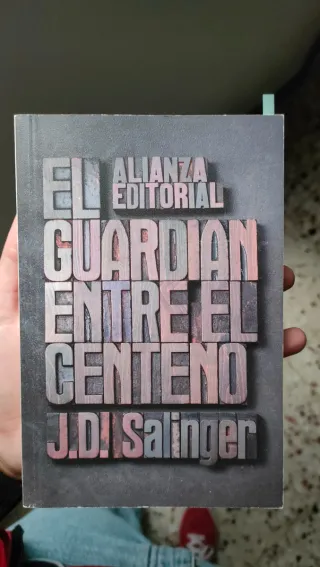 EL
ALIANZA
EDITORIAL
GUARDIAN
ENTRE EL
CENTENO
J.D. Salinger